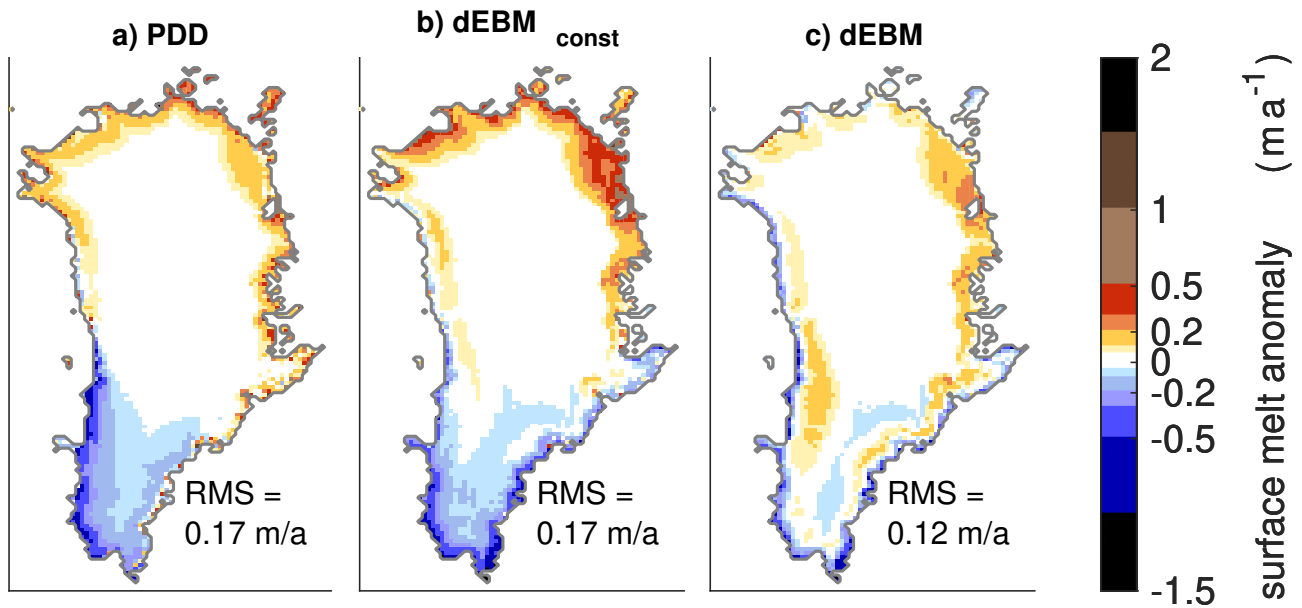 a) PDD
b) dEBM const
c) dEBM
RMS =
0.17 m/a
RMS =
0.17 m/a
RMS =
0.12 m/a
2
1
0.5
0.2
0
-0.2
-0.5
-1.5
surface melt anomaly (m a-1)